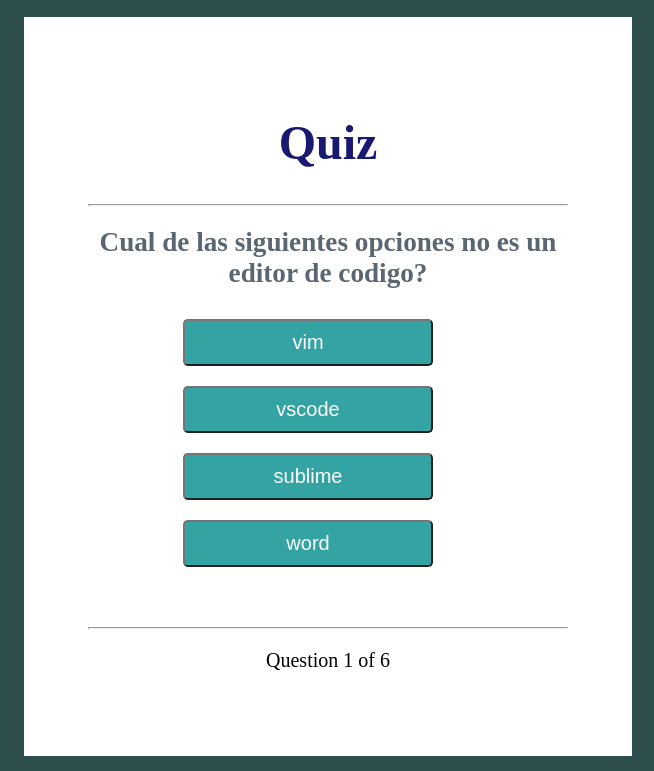 Quiz
Cual de las siguientes opciones no es un
editor de codigo?
vim
vscode
sublime
word
Question 1 of 6